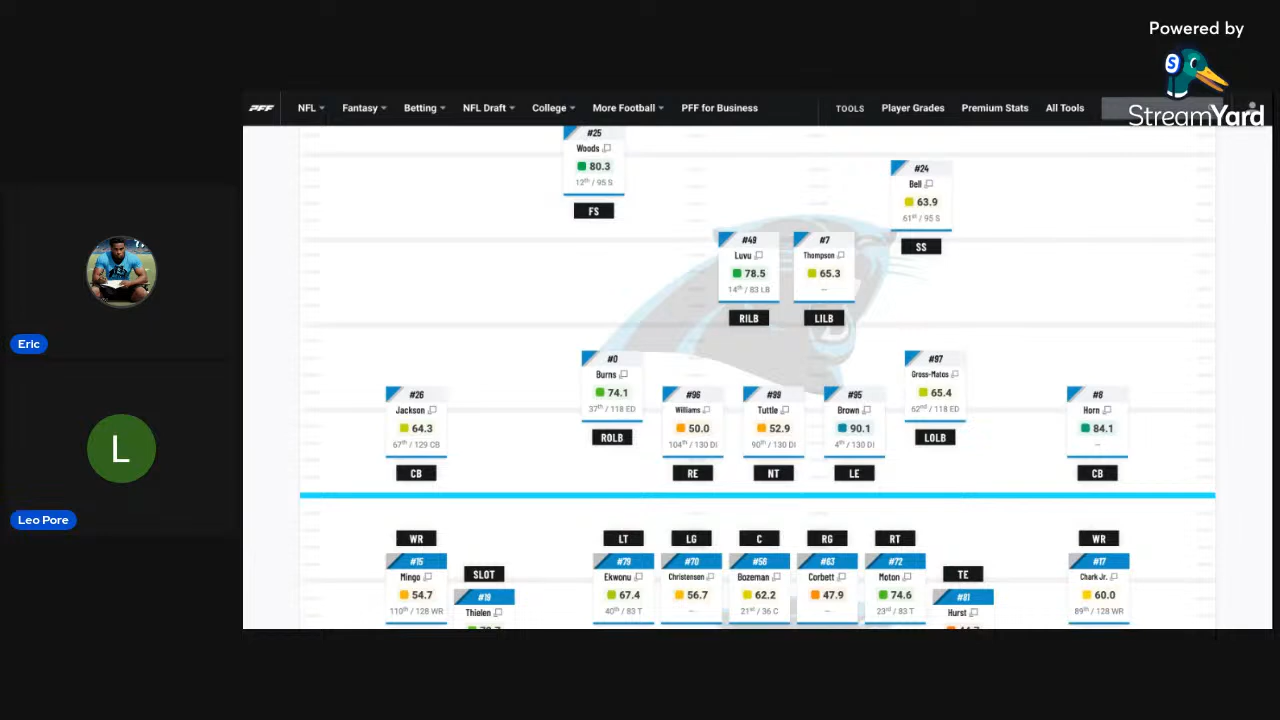 Powered by
StreamYard
PFF
NFL
Fantasy
Betting
NFL Draft
College
More Football
PFF for Business
TOOLS
Player Grades
Premium Stats
All Tools
#25
Woods
80.3
12th / 95 S
FS
#24
Bell
63.9
61st / 95 S
SS
#49
Luvu
78.5
14th / 83 LB
RILB
#7
Thompson
65.3
--
LILB
#0
Burns
74.1
37th / 118 ED
ROLB
#97
Gross-Matos
65.4
62nd / 118 ED
LOLB
#26
Jackson
64.3
67th / 129 CB
CB
#96
Williams
50.0
104th / 130 DI
RE
#99
Tuttle
52.9
90th / 130 DI
NT
#95
Brown
90.1
4th / 130 DI
LE
#8
Horn
84.1
--
CB
WR
#15
Mingo
54.7
110th / 128 WR
SLOT
#19
Thielen
LT
#79
Ekwonu
67.4
40th / 83 T
LG
#70
Christensen
56.7
--
C
#56
Bozeman
62.2
21st / 36 C
RG
#63
Corbett
47.9
--
RT
#72
Moton
74.6
23rd / 83 T
TE
#81
Hurst
WR
#17
Chark Jr.
60.0
89th / 128 WR
Eric
L
Leo Pore